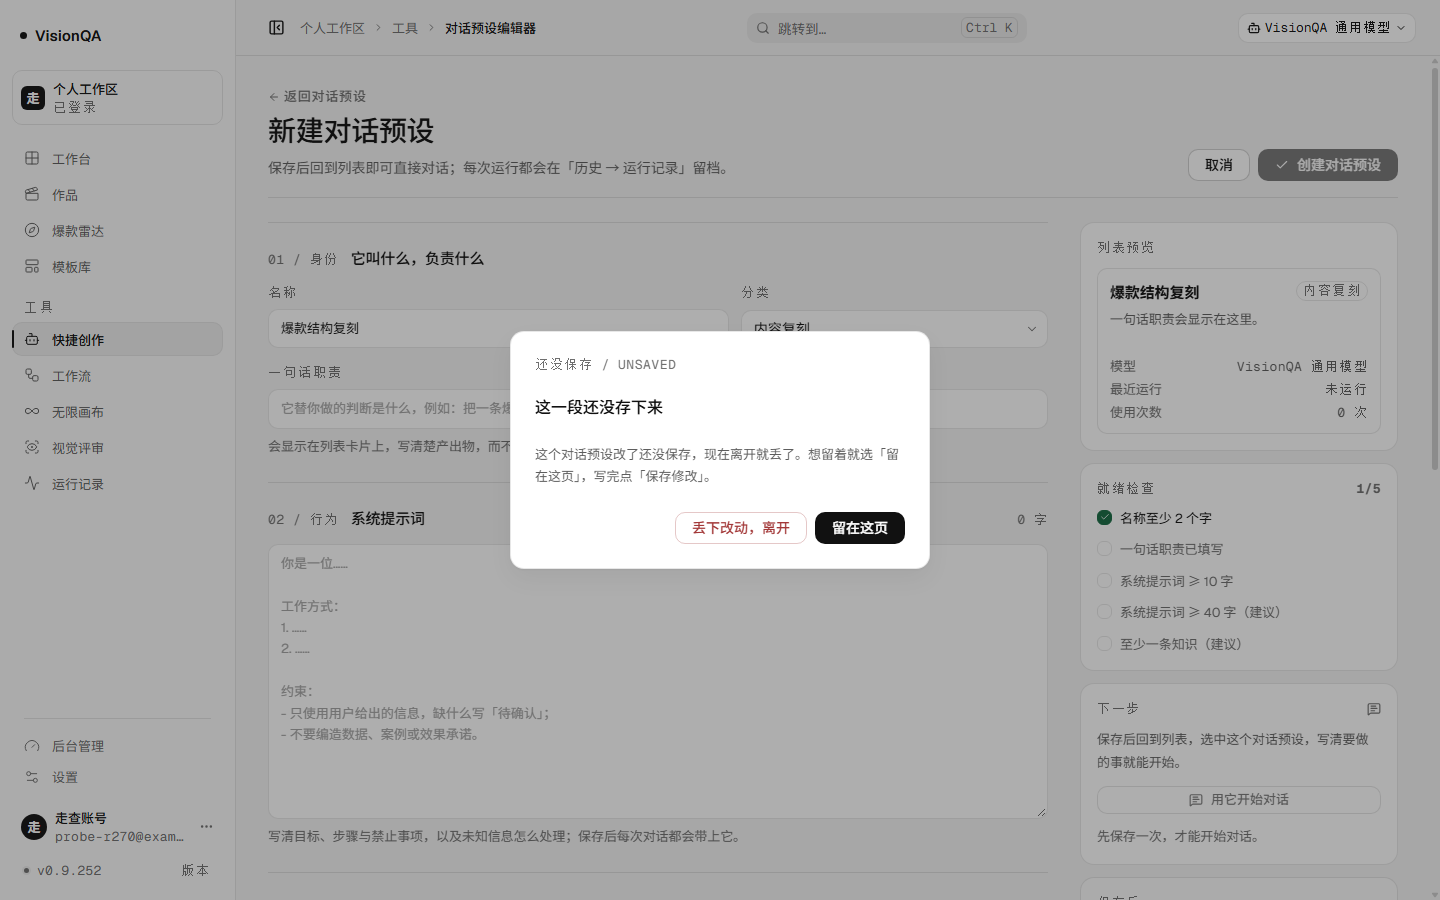 VisionQA
走
个人工作区
已登录
工作台
作品
爆款雷达
模板库
工具
快捷创作
工作流
无限画布
视觉评审
运行记录
后台管理
设置
走
走查账号
probe-r270@exam…
v0.9.252
版本
个人工作区 > 工具 > 对话预设编辑器
跳转到…
Ctrl K
VisionQA 通用模型
← 返回对话预设
新建对话预设
保存后回到列表即可直接对话；每次运行都会在「历史 → 运行记录」留档。
取消
创建对话预设
01 / 身份 它叫什么，负责什么
名称
分类
爆款结构复刻
内容复刻
一句话职责
它替你做的判断是什么，例如：把一条爆
会显示在列表卡片上，写清楚产出物，而不
02 / 行为 系统提示词
0 字
你是一位……
工作方式：
1. ……
2. ……
约束：
- 只使用用户给出的信息，缺什么写「待确认」；
- 不要编造数据、案例或效果承诺。
写清目标、步骤与禁止事项，以及未知信息怎么处理；保存后每次对话都会带上它。
还没保存 / UNSAVED
这一段还没存下来
这个对话预设改了还没保存，现在离开就丢了。想留着就选「留
在这页」，写完点「保存修改」。
丢下改动，离开
留在这页
列表预览
爆款结构复刻
内容复刻
一句话职责会显示在这里。
模型
VisionQA 通用模型
最近运行
未运行
使用次数
0 次
就绪检查
1/5
名称至少 2 个字
一句话职责已填写
系统提示词 ≥ 10 字
系统提示词 ≥ 40 字（建议）
至少一条知识（建议）
下一步
保存后回到列表，选中这个对话预设，写清要做
的事就能开始。
用它开始对话
先保存一次，才能开始对话。